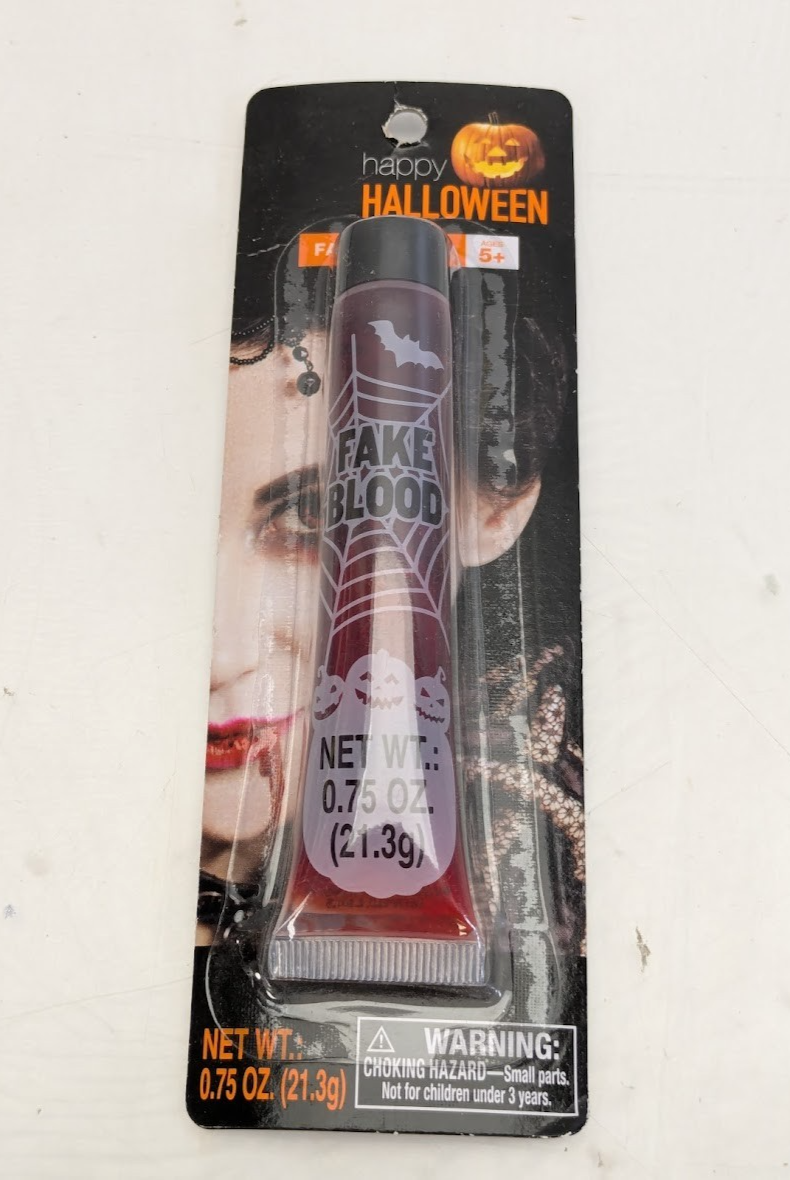 happy
HALLOWEEN
AGES
5+
FAKE
BLOOD
NET WT.:
0.75 OZ.
(21.3g)
NET WT.:
0.75 OZ. (21.3g)
WARNING:
CHOKING HAZARD—Small parts.
Not for children under 3 years.